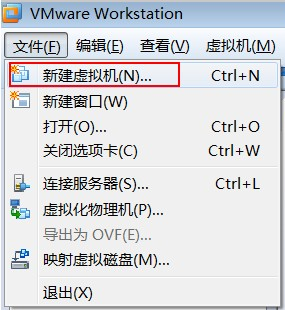 VMware Workstation
文件(F) 编辑(E) 查看(V) 虚拟机(M)
新建虚拟机(N)... Ctrl+N
新建窗口(W)
打开(O)... Ctrl+O
关闭选项卡(C) Ctrl+W
连接服务器(S)... Ctrl+L
虚拟化物理机(P)...
导出为 OVF(E)...
映射虚拟磁盘(M)...
退出(X)